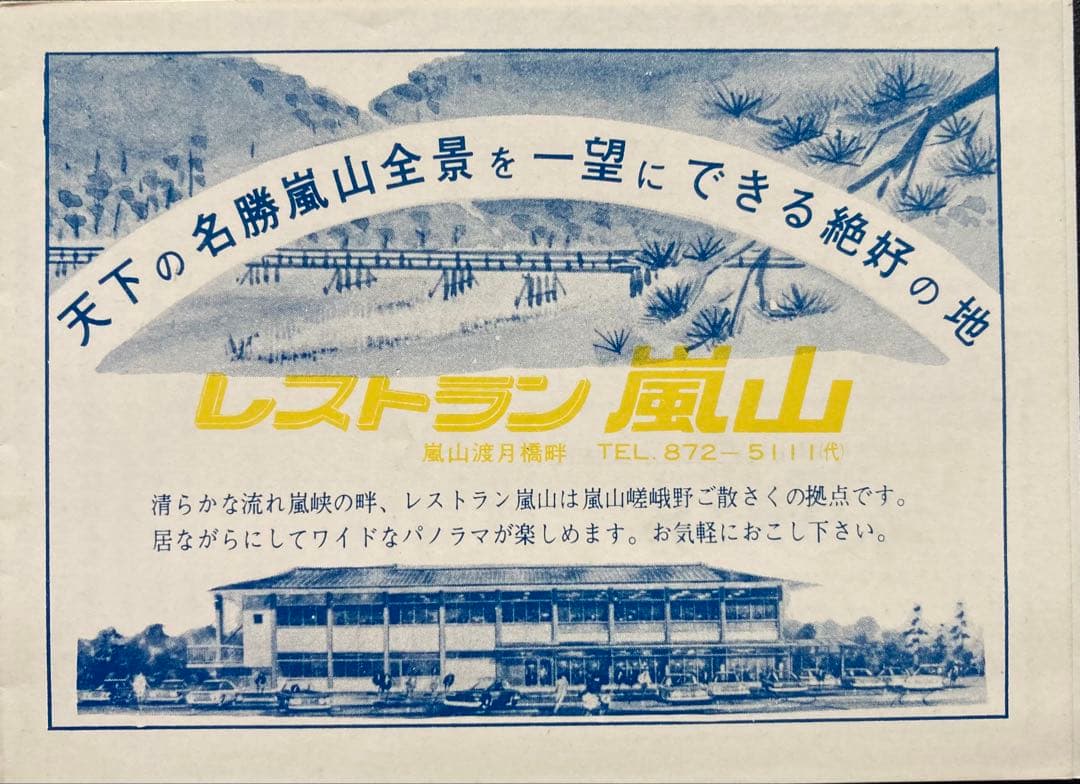 天下の名勝嵐山全景を一望にできる絶好の地
レストラン嵐山
嵐山渡月橋畔 TEL.872-5111(代)
清らかな流れ嵐峡の畔、レストラン嵐山は嵐山嵯峨野ご散さくの拠点です。
居ながらにしてワイドなパノラマが楽しめます。お気軽におこし下さい。